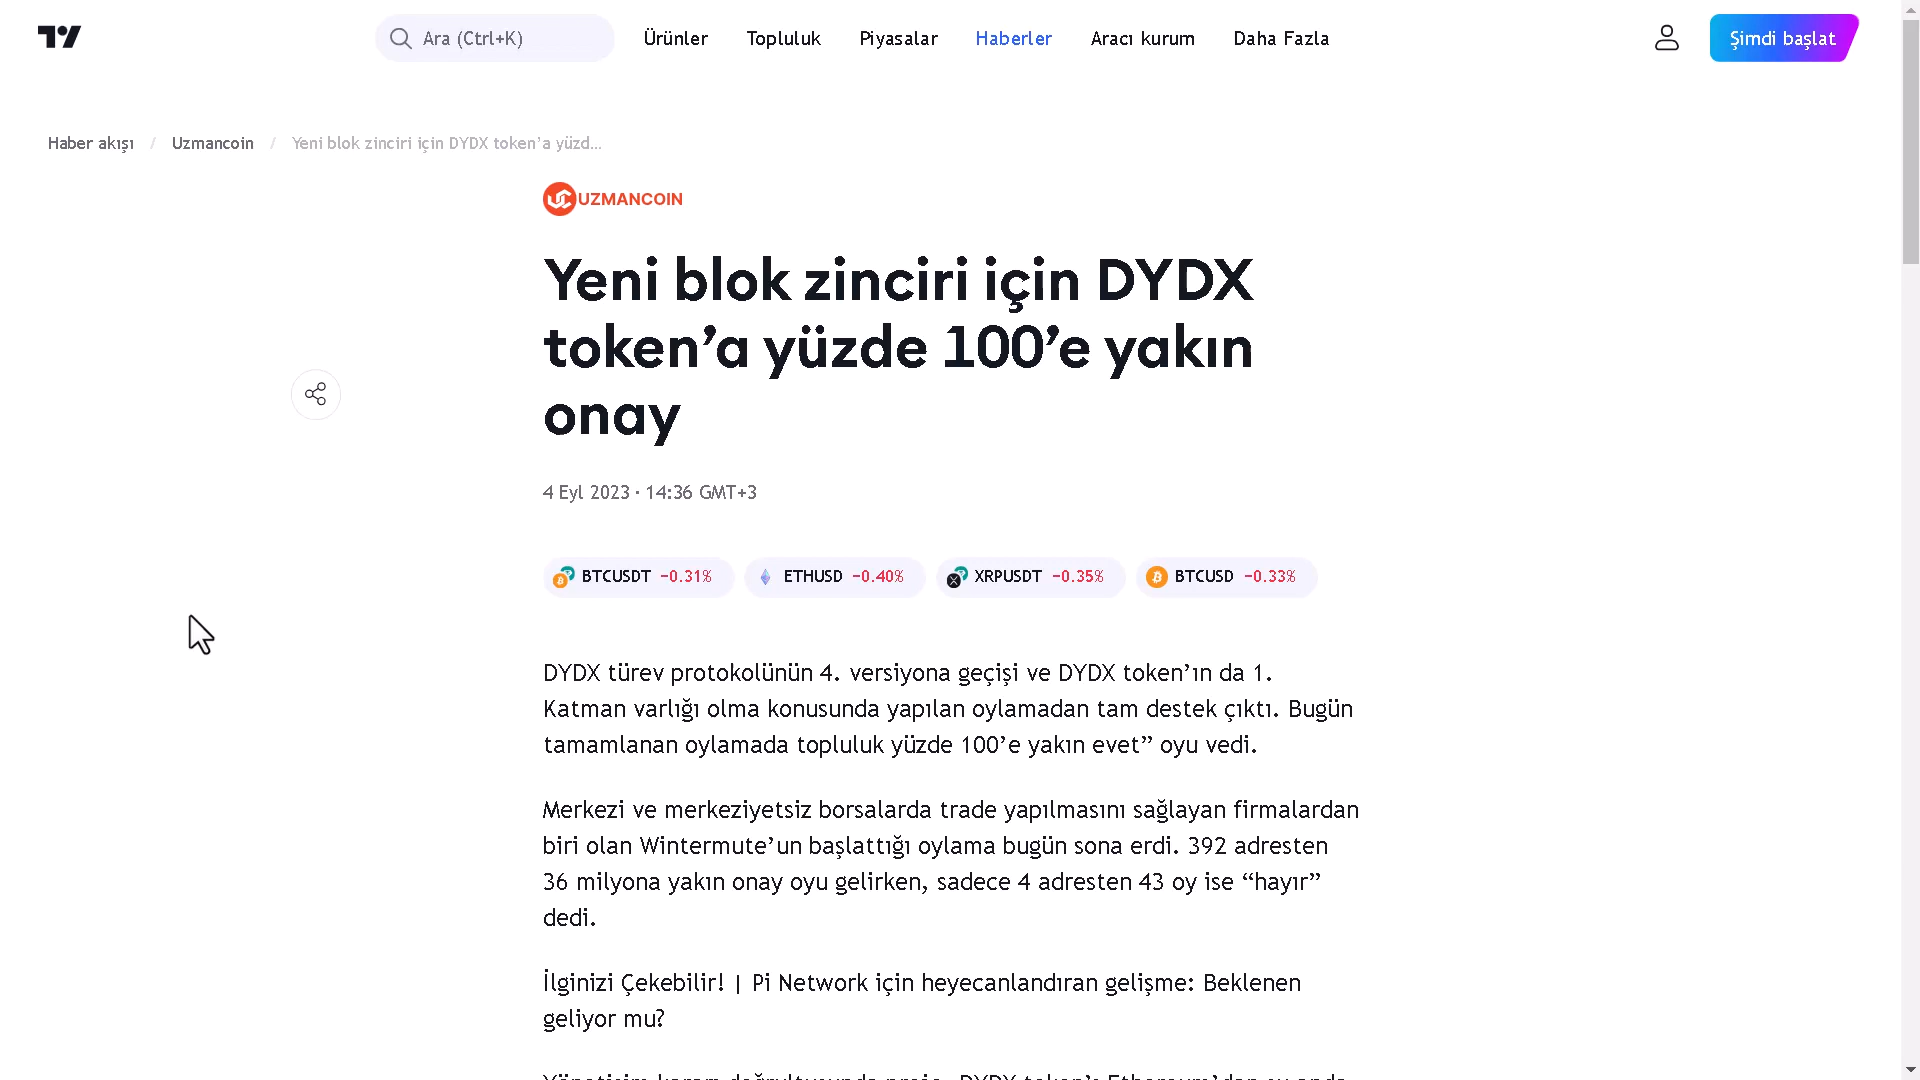 Ara (Ctrl+K)
Ürünler
Topluluk
Piyasalar
Haberler
Aracı kurum
Daha Fazla
Şimdi başlat
Haber akışı / Uzmancoin / Yeni blok zinciri için DYDX token’a yüzd...
UZMANCOIN
Yeni blok zinciri için DYDX
token’a yüzde 100’e yakın
onay
4 Eyl 2023 · 14:36 GMT+3
BTCUSDT −0.31%
ETHUSD −0.40%
XRPUSDT −0.35%
BTCUSD −0.33%
DYDX türev protokolünün 4. versiyona geçişi ve DYDX token’ın da 1.
Katman varlığı olma konusunda yapılan oylamadan tam destek çıktı. Bugün
tamamlanan oylamada topluluk yüzde 100’e yakın evet” oyu vedi.
Merkezi ve merkeziyetsiz borsalarda trade yapılmasını sağlayan firmalardan
biri olan Wintermute’un başlattığı oylama bugün sona erdi. 392 adresten
36 milyona yakın onay oyu gelirken, sadece 4 adresten 43 oy ise “hayır”
dedi.
İlginizi Çekebilir! | Pi Network için heyecanlandıran gelişme: Beklenen
geliyor mu?